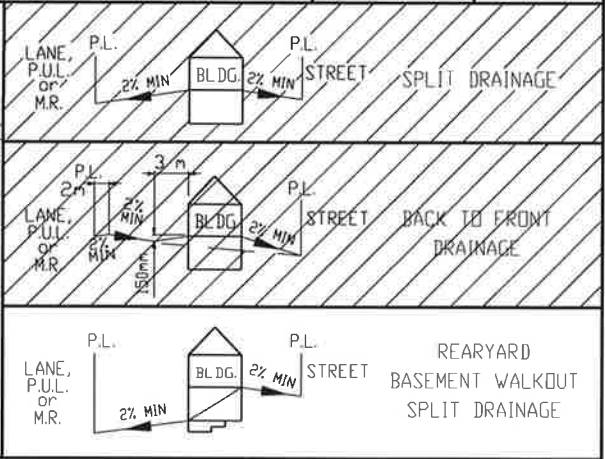 P.L.
P.L.
LANE,
P.U.L.
or
M.R.
2% MIN
BLDG.
2% MIN
STREET
SPLIT DRAINAGE
3 m
P.L.
2m
P.L.
LANE,
P.U.L.
or
M.R.
2%
MIN
2%
MIN
150mm
BLDG
2% MIN
STREET
BACK TO FRONT
DRAINAGE
P.L.
P.L.
LANE,
P.U.L.
or
M.R.
2% MIN
BLDG.
2% MIN
STREET
REARYARD
BASEMENT WALKOUT
SPLIT DRAINAGE